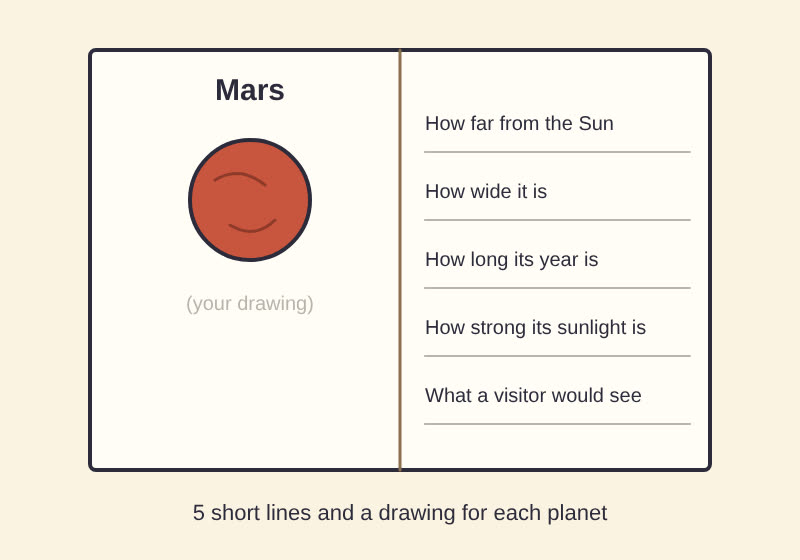 Mars
(your drawing)
How far from the Sun
How wide it is
How long its year is
How strong its sunlight is
What a visitor would see
5 short lines and a drawing for each planet